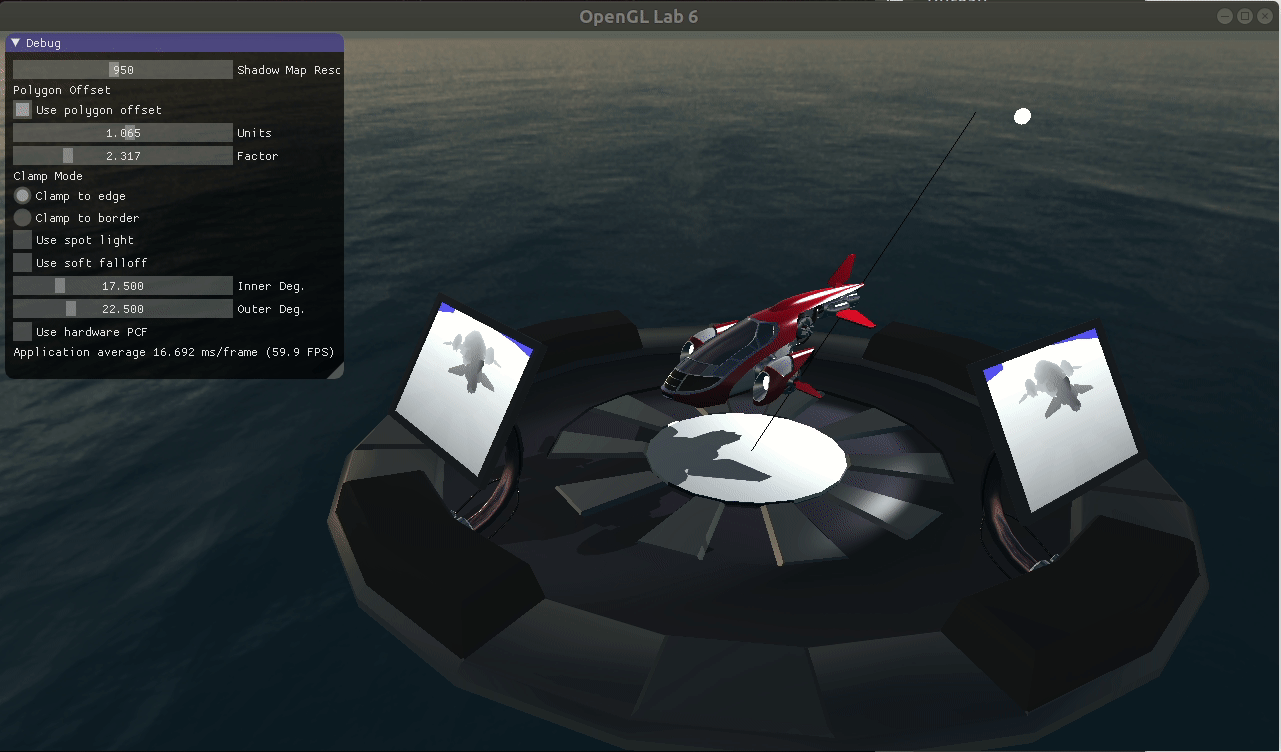 OpenGL Lab 6
Debug
950 Shadow Map Resc
Polygon Offset
Use polygon offset
1.065 Units
2.317 Factor
Clamp Mode
Clamp to edge
Clamp to border
Use spot light
Use soft falloff
17.500 Inner Deg.
22.500 Outer Deg.
Use hardware PCF
Application average 16.692 ms/frame (59.9 FPS)